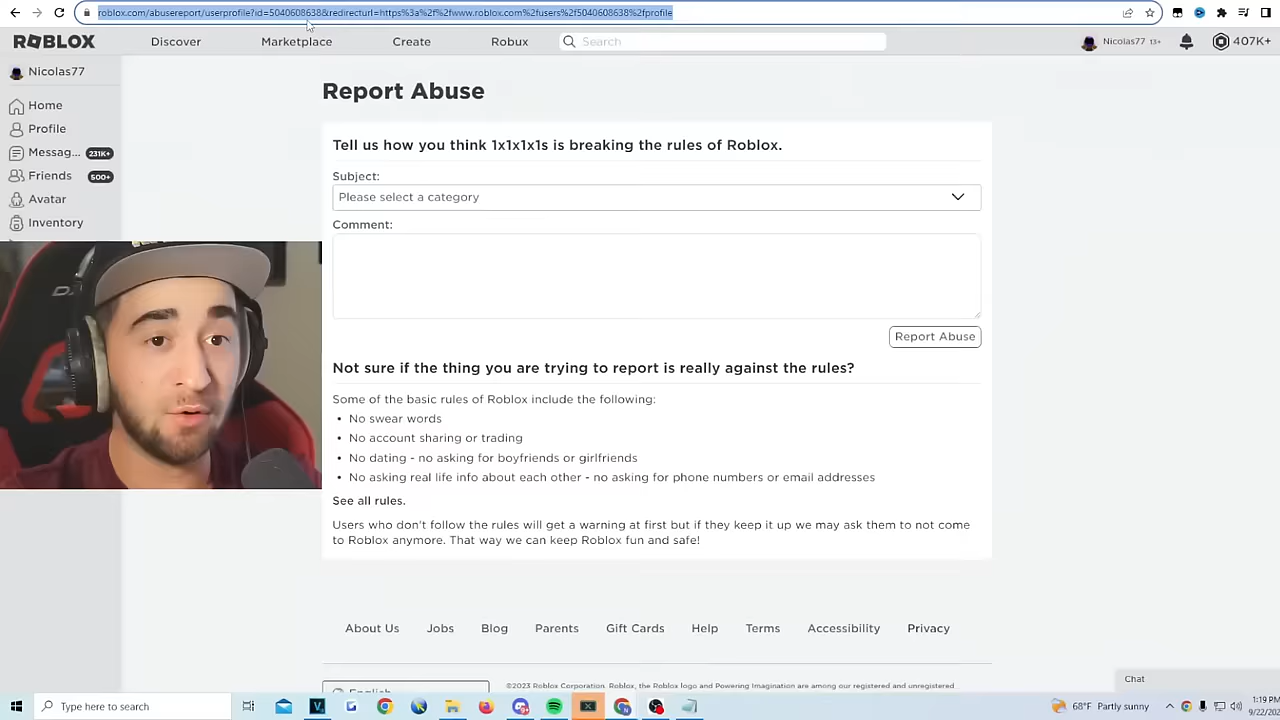 roblox.com/abusereport/userprofile?id=5040608638&redirecturl=https%3a%2f%2fwww.roblox.com%2fusers%2f5040608638%2fprofile
ROBLOX
Discover
Marketplace
Create
Robux
Search
Nicolas77 13+
407K+
Nicolas77
Home
Profile
Messag... 231K+
Friends 500+
Avatar
Inventory
Report Abuse
Tell us how you think 1x1x1x1s is breaking the rules of Roblox.
Subject:
Please select a category
Comment:
Report Abuse
Not sure if the thing you are trying to report is really against the rules?
Some of the basic rules of Roblox include the following:
• No swear words
• No account sharing or trading
• No dating - no asking for boyfriends or girlfriends
• No asking real life info about each other - no asking for phone numbers or email addresses
See all rules.
Users who don't follow the rules will get a warning at first but if they keep it up we may ask them to not come
to Roblox anymore. That way we can keep Roblox fun and safe!
About Us
Jobs
Blog
Parents
Gift Cards
Help
Terms
Accessibility
Privacy
Chat
English
©2023 Roblox Corporation. Roblox, the Roblox logo and Powering Imagination are among our registered and unregistered
Type here to search
68°F Partly sunny
1:19 PM
9/22/202